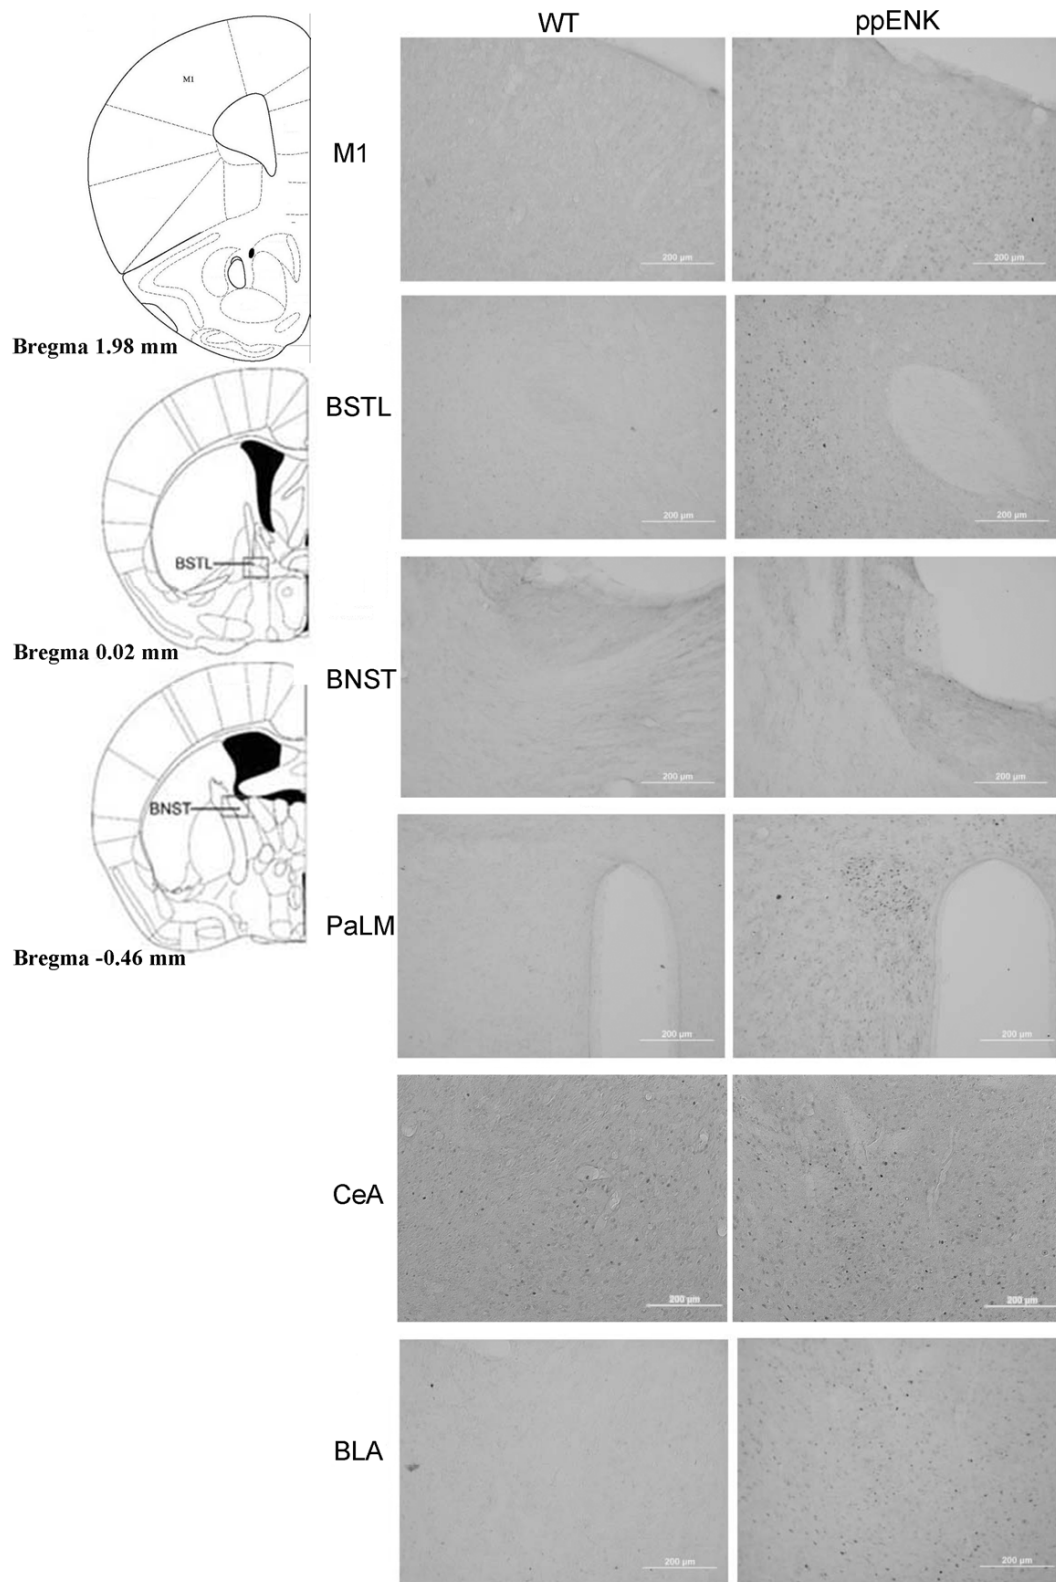 WT
ppENK
M1
M1
200 µm
200 µm
Bregma 1.98 mm
BSTL
BSTL
200 µm
200 µm
Bregma 0.02 mm
BNST
BNST
200 µm
200 µm
Bregma -0.46 mm
PaLM
200 µm
200 µm
CeA
200 µm
200 µm
BLA
200 µm
200 µm